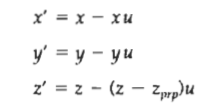 x' = x - xu
y' = y - yu
z' = z - (z - z_prp)u